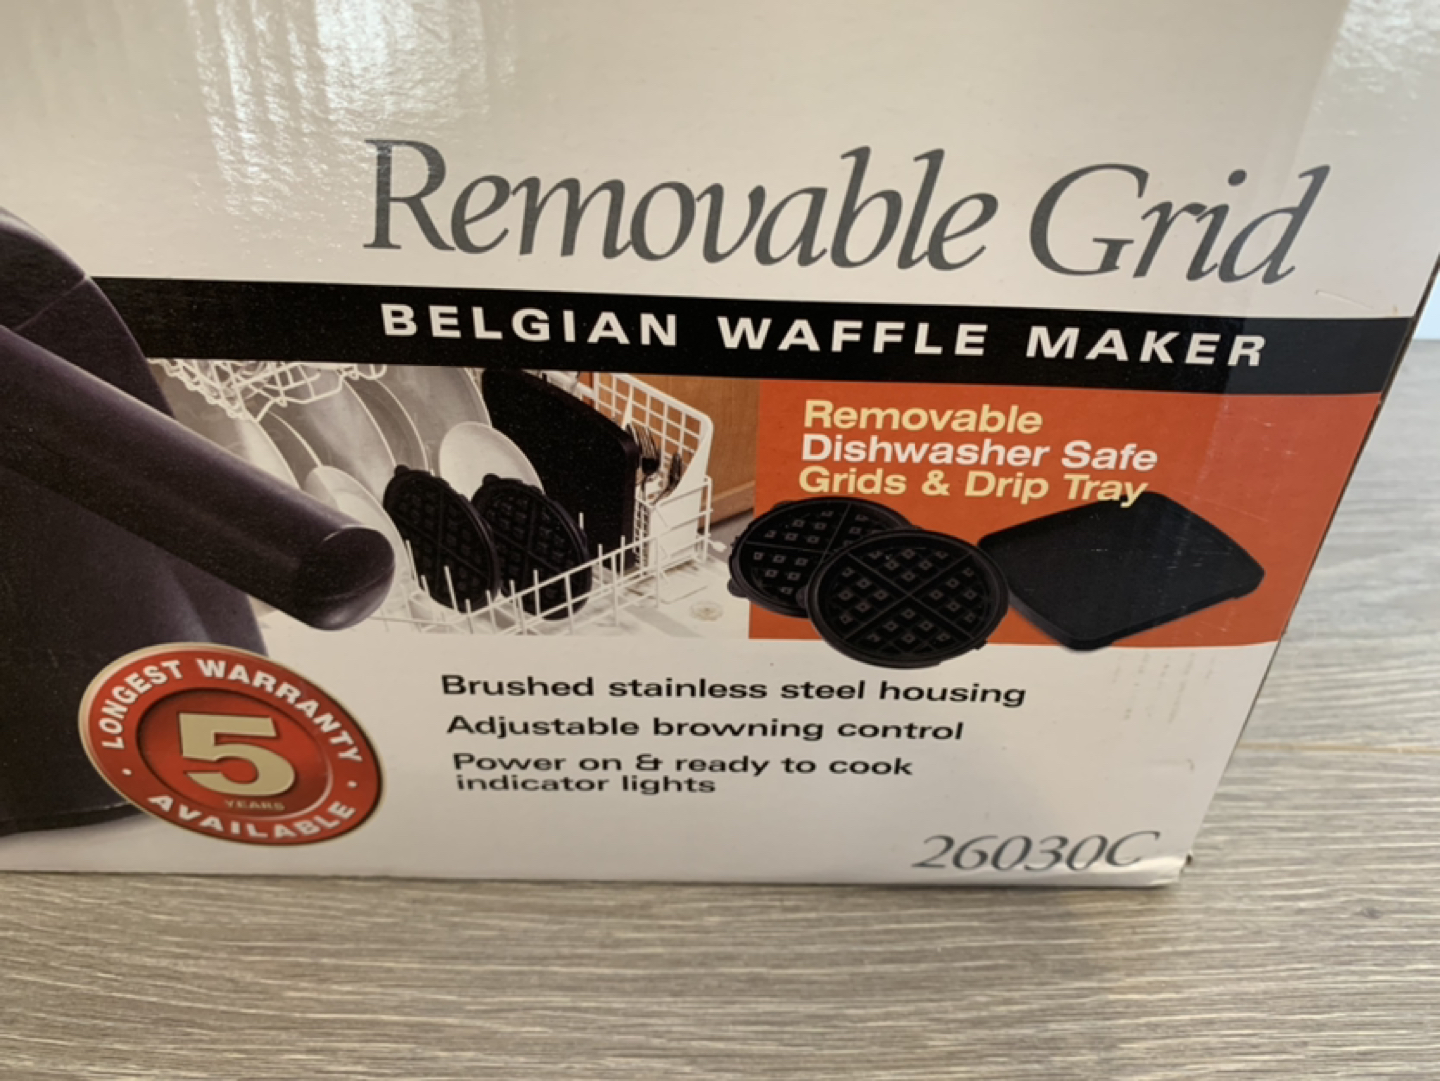 Removable Grid
BELGIAN WAFFLE MAKER
Removable
Dishwasher Safe
Grids & Drip Tray
LONGEST WARRANTY
5
YEARS
AVAILABLE
Brushed stainless steel housing
Adjustable browning control
Power on & ready to cook
indicator lights
26030C